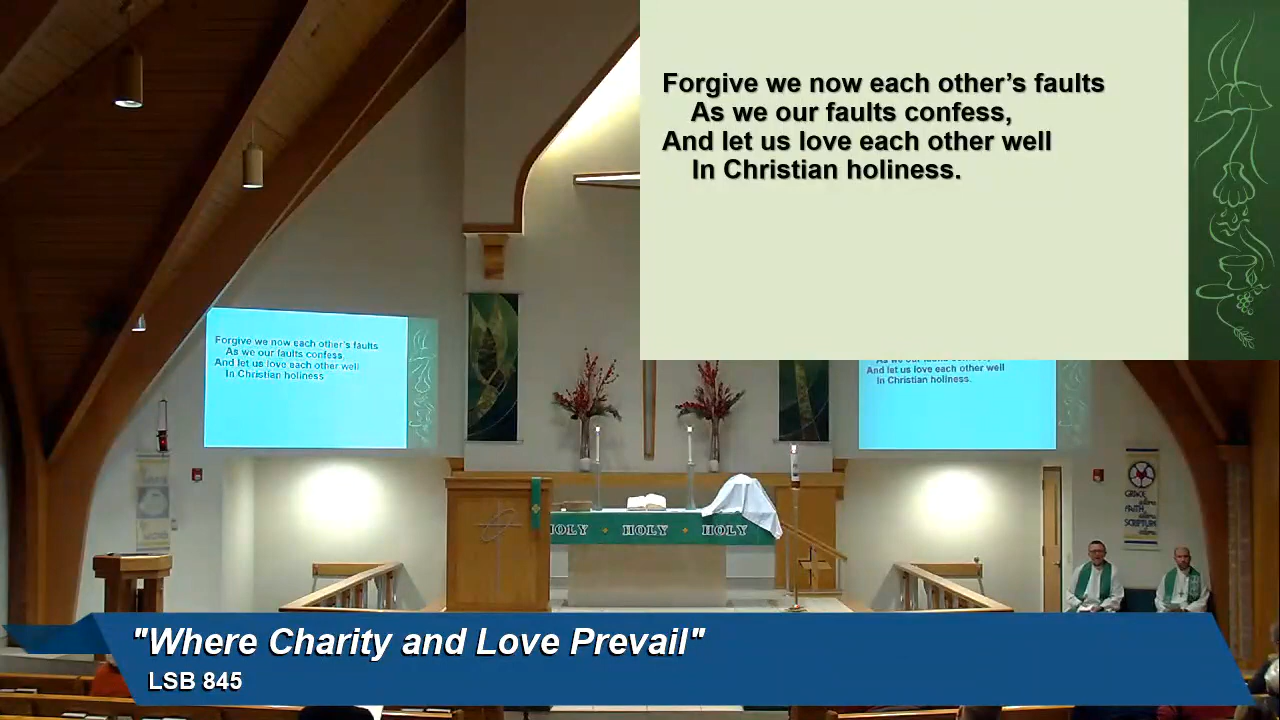 Forgive we now each other's faults
As we our faults confess,
And let us love each other well
In Christian holiness.
Forgive we now each other's faults
As we our faults confess,
And let us love each other well
In Christian holiness
And let us love each other well
In Christian holiness.
HOLY HOLY HOLY
GRACE
alone
FAITH
alone
SCRIPTURE
alone
"Where Charity and Love Prevail"
LSB 845